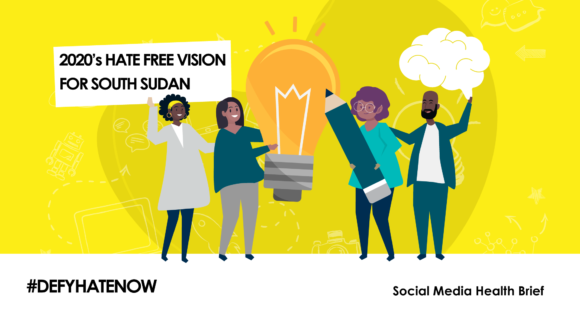 2020's HATE FREE VISION
FOR SOUTH SUDAN
#DEFYHATENOW
Social Media Health Brief